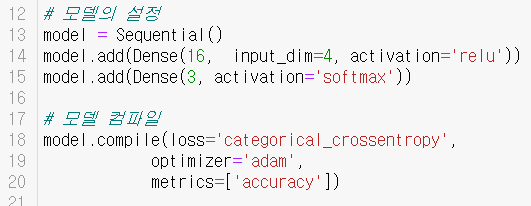 12 # 모델의 설정
13 model = Sequential()
14 model.add(Dense(16,  input_dim=4, activation='relu'))
15 model.add(Dense(3, activation='softmax'))
16
17 # 모델 컴파일
18 model.compile(loss='categorical_crossentropy',
19             optimizer='adam',
20             metrics=['accuracy'])
21